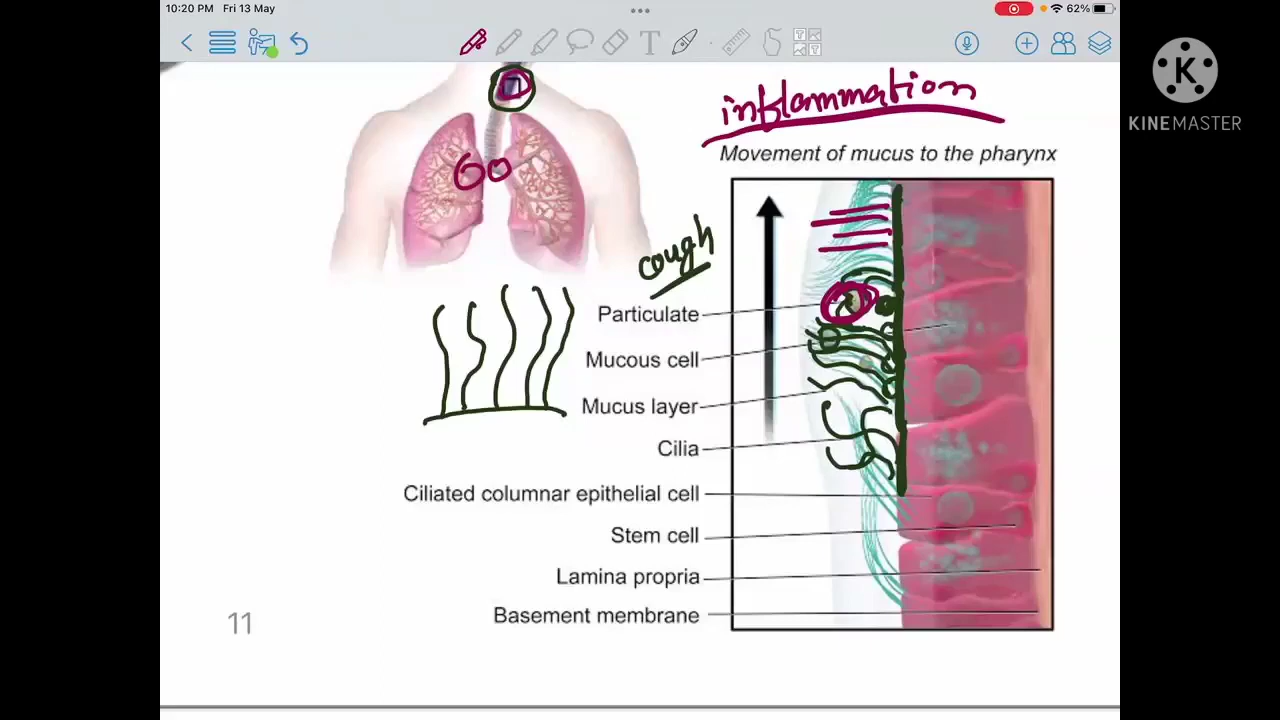 10:20 PM Fri 13 May
62%
T
K
KINEMASTER
inflammation
Movement of mucus to the pharynx
cough
Particulate
Mucous cell
Mucus layer
Cilia
Ciliated columnar epithelial cell
Stem cell
Lamina propria
Basement membrane
11